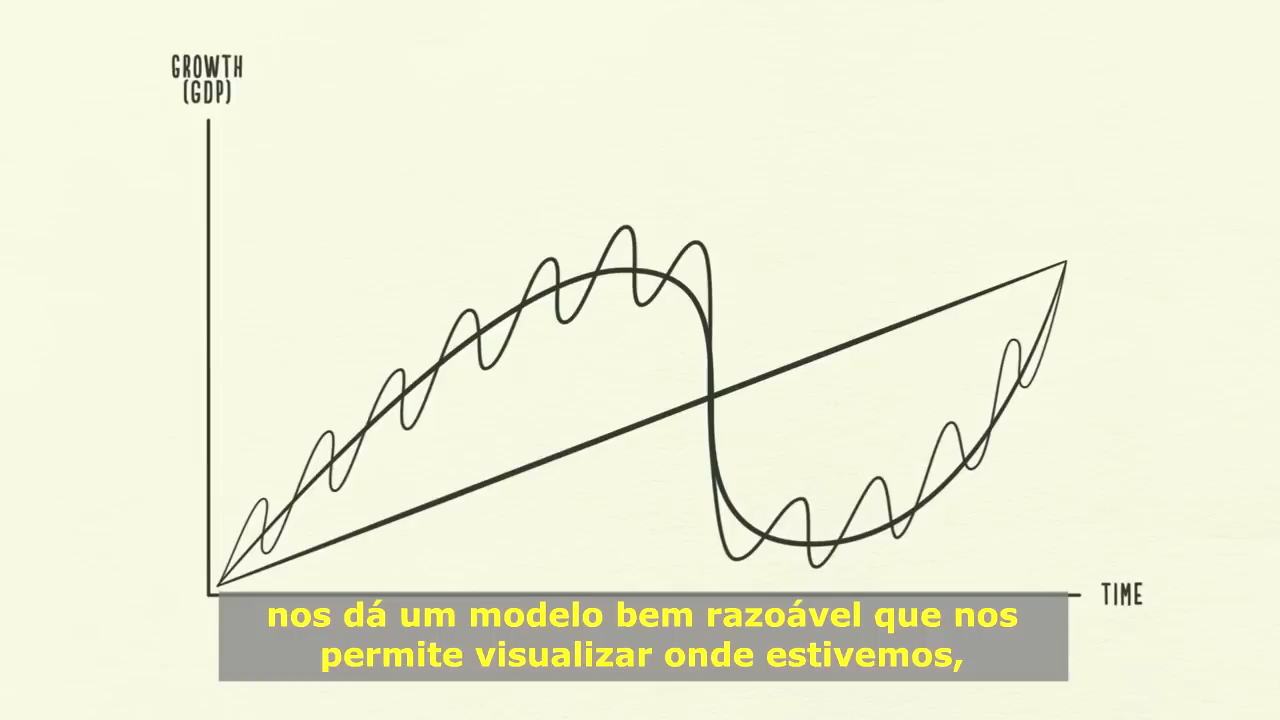 GROWTH
(GDP)
TIME
nos dá um modelo bem razoável que nos
permite visualizar onde estivemos,